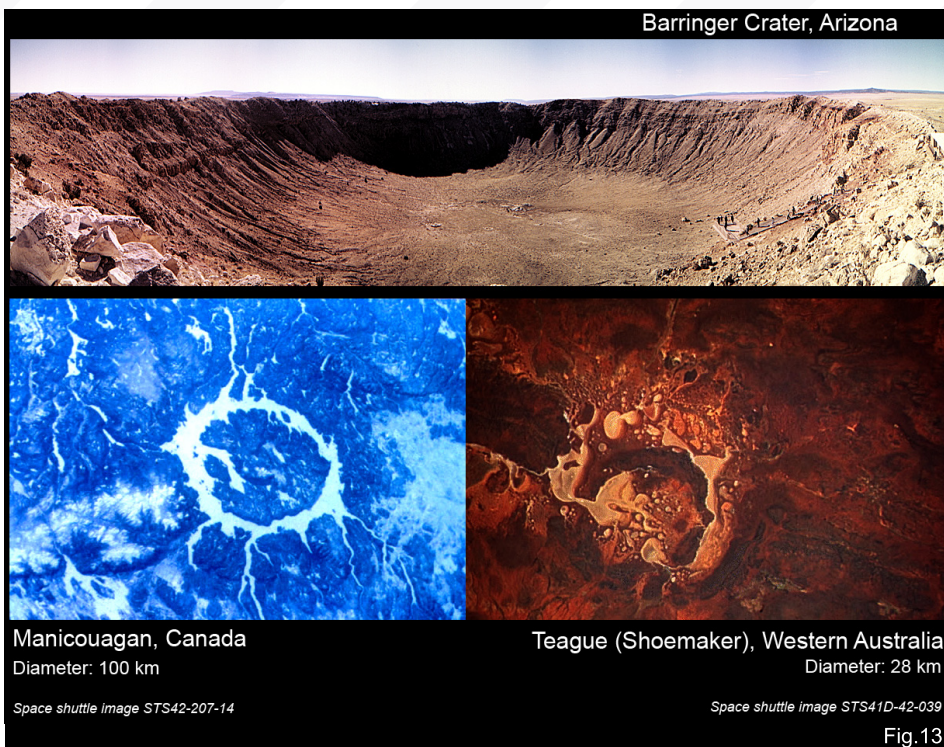 Barringer Crater, Arizona
Manicouagan, Canada
Diameter: 100 km
Space shuttle image STS42-207-14
Teague (Shoemaker), Western Australia
Diameter: 28 km
Space shuttle image STS41D-42-039
Fig.13